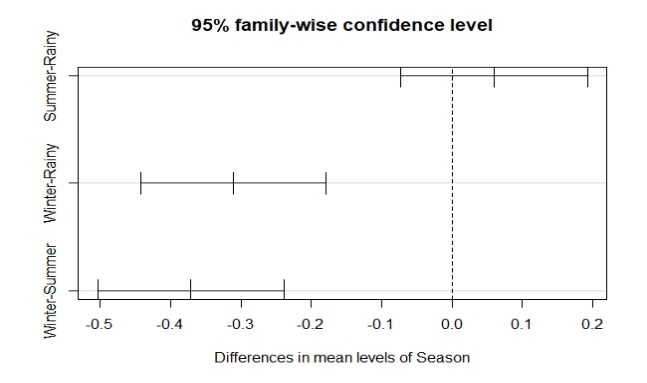 95% family-wise confidence level
Summer-Rainy
Winter-Rainy
Winter-Summer
-0.5 -0.4 -0.3 -0.2 -0.1 0.0 0.1 0.2
Differences in mean levels of Season